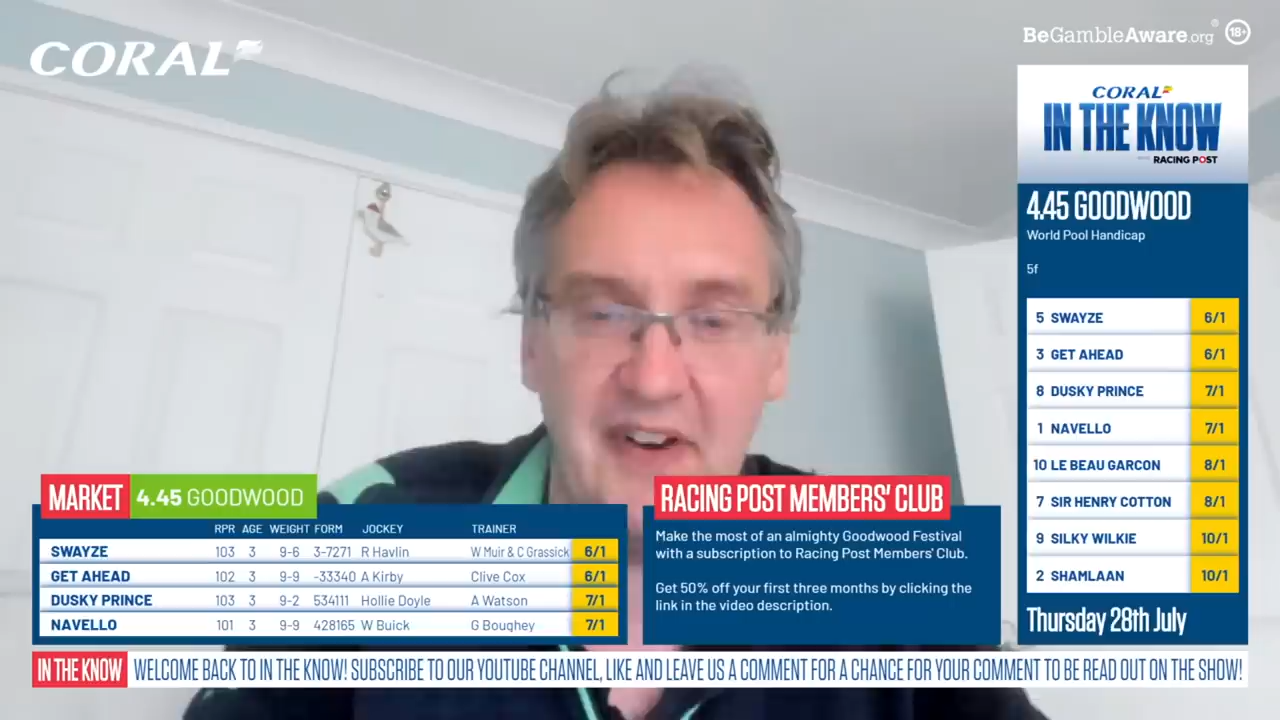 CORAL
BeGambleAware.org® 18+
CORAL
IN THE KNOW
RACING POST
4.45 GOODWOOD
World Pool Handicap
5f
5 SWAYZE 6/1
3 GET AHEAD 6/1
8 DUSKY PRINCE 7/1
1 NAVELLO 7/1
10 LE BEAU GARCON 8/1
7 SIR HENRY COTTON 8/1
9 SILKY WILKIE 10/1
2 SHAMLAAN 10/1
Thursday 28th July
MARKET 4.45 GOODWOOD
RPR AGE WEIGHT FORM JOCKEY TRAINER
SWAYZE 103 3 9-6 3-7271 R Havlin W Muir & C Grassick 6/1
GET AHEAD 102 3 9-9 -33340 A Kirby Clive Cox 6/1
DUSKY PRINCE 103 3 9-2 534111 Hollie Doyle A Watson 7/1
NAVELLO 101 3 9-9 428165 W Buick G Boughey 7/1
RACING POST MEMBERS' CLUB
Make the most of an almighty Goodwood Festival
with a subscription to Racing Post Members' Club.
Get 50% off your first three months by clicking the
link in the video description.
IN THE KNOW WELCOME BACK TO IN THE KNOW! SUBSCRIBE TO OUR YOUTUBE CHANNEL, LIKE AND LEAVE US A COMMENT FOR A CHANCE FOR YOUR COMMENT TO BE READ OUT ON THE SHOW!